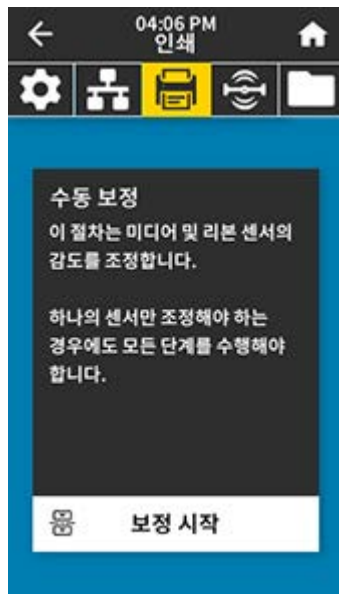 04:06 PM
인쇄
수동 보정
이 절차는 미디어 및 리본 센서의
감도를 조정합니다.
하나의 센서만 조정해야 하는
경우에도 모든 단계를 수행해야
합니다.
보정 시작